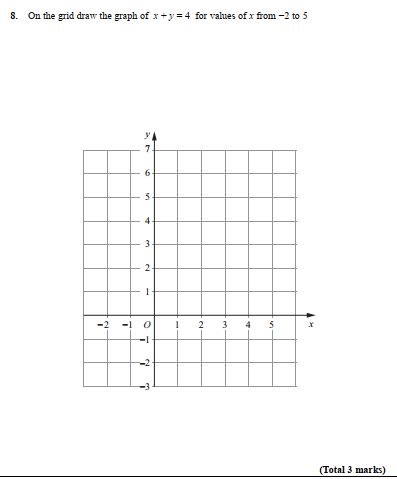 8. On the grid draw the graph of x + y = 4 for values of x from −2 to 5
y
7
6
5
4
3
2
1
−2 −1 O 1 2 3 4 5 x
−1
−2
−3
(Total 3 marks)